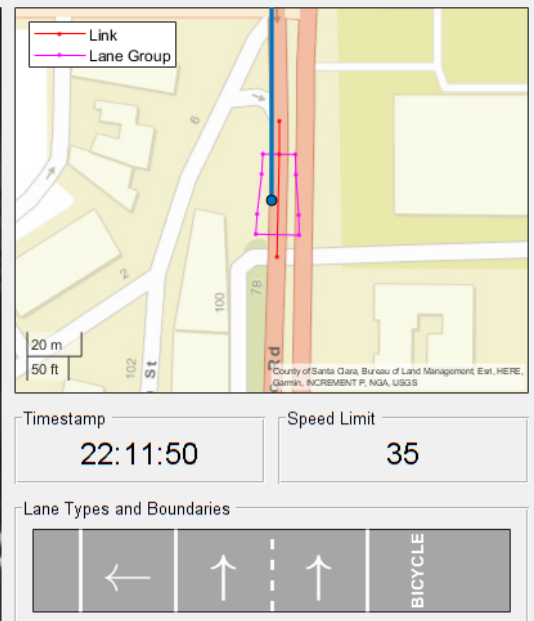 Link
Lane Group
6
2
100
78
102
St
Rd
20 m
50 ft
County of Santa Clara, Bureau of Land Management, Esri, HERE,
Garmin, INCREMENT P, NGA, USGS
Timestamp
Speed Limit
22:11:50
35
Lane Types and Boundaries
BICYCLE